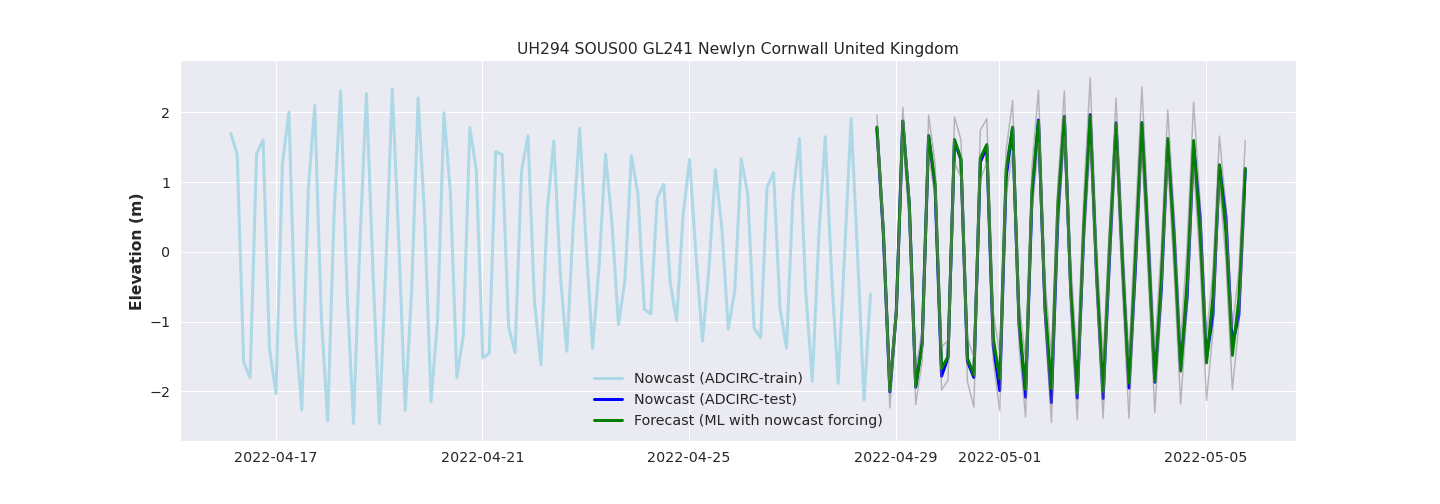 UH294 SOUS00 GL241 Newlyn Cornwall United Kingdom
Elevation (m)
2
1
0
−1
−2
Nowcast (ADCIRC-train)
Nowcast (ADCIRC-test)
Forecast (ML with nowcast forcing)
2022-04-17 2022-04-21 2022-04-25 2022-04-29 2022-05-01 2022-05-05